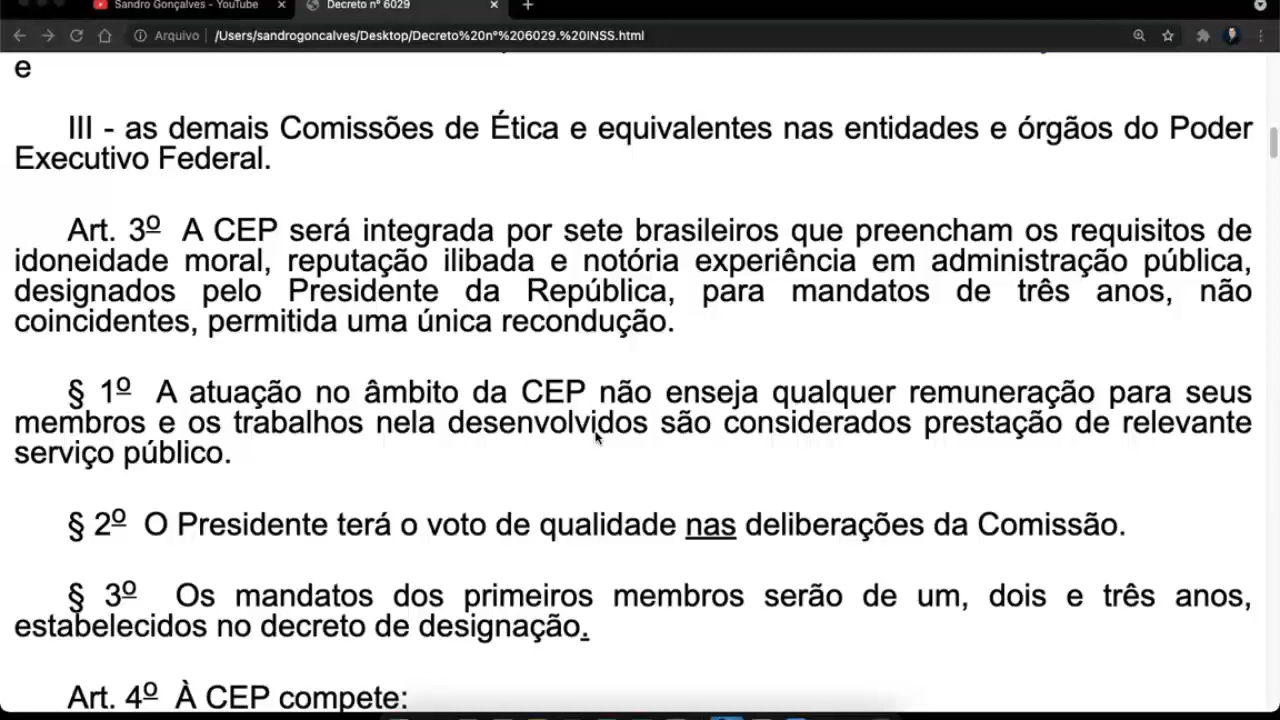 Sandro Gonçalves - YouTube
Decreto nº 6029
Arquivo /Users/sandrogoncalves/Desktop/Decreto%20nº%206029.%20INSS.html
e
III - as demais Comissões de Ética e equivalentes nas entidades e órgãos do Poder
Executivo Federal.
Art. 3º A CEP será integrada por sete brasileiros que preencham os requisitos de
idoneidade moral, reputação ilibada e notória experiência em administração pública,
designados pelo Presidente da República, para mandatos de três anos, não
coincidentes, permitida uma única recondução.
§ 1º A atuação no âmbito da CEP não enseja qualquer remuneração para seus
membros e os trabalhos nela desenvolvidos são considerados prestação de relevante
serviço público.
§ 2º O Presidente terá o voto de qualidade nas deliberações da Comissão.
§ 3º Os mandatos dos primeiros membros serão de um, dois e três anos,
estabelecidos no decreto de designação.
Art. 4º À CEP compete: